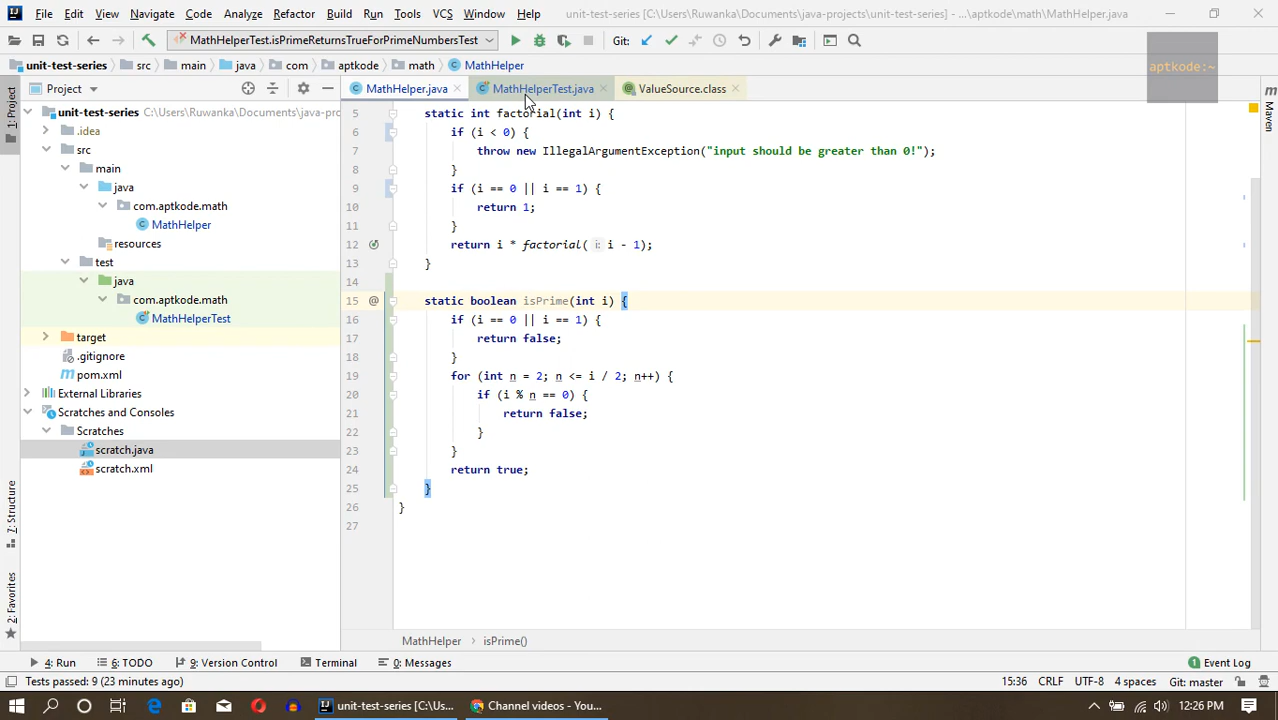 File Edit View Navigate Code Analyze Refactor Build Run Tools VCS Window Help unit-test-series [C:\Users\Ruwanka\Documents\java-projects\unit-test-series] - ...\aptkode\math\MathHelper.java
MathHelperTest.isPrimeReturnsTrueForPrimeNumbersTest Git:
unit-test-series src main java com aptkode math MathHelper aptkode:~
Project MathHelper.java MathHelperTest.java ValueSource.class
1: Project
Maven
unit-test-series C:\Users\Ruwanka\Documents\java-pro
.idea
src
main
java
com.aptkode.math
MathHelper
resources
test
java
com.aptkode.math
MathHelperTest
target
.gitignore
pom.xml
External Libraries
Scratches and Consoles
Scratches
scratch.java
scratch.xml
7: Structure
2: Favorites
5 static int factorial(int i) {
6 if (i < 0) {
7 throw new IllegalArgumentException("input should be greater than 0!");
8 }
9 if (i == 0 || i == 1) {
10 return 1;
11 }
12 return i * factorial( i: i - 1);
13 }
14
15 @ static boolean isPrime(int i) {
16 if (i == 0 || i == 1) {
17 return false;
18 }
19 for (int n = 2; n <= i / 2; n++) {
20 if (i % n == 0) {
21 return false;
22 }
23 }
24 return true;
25 }
26 }
27
MathHelper isPrime()
4: Run 6: TODO 9: Version Control Terminal 0: Messages 1 Event Log
Tests passed: 9 (23 minutes ago) 15:36 CRLF UTF-8 4 spaces Git: master
unit-test-series [C:\Us... Channel videos - You... 12:26 PM